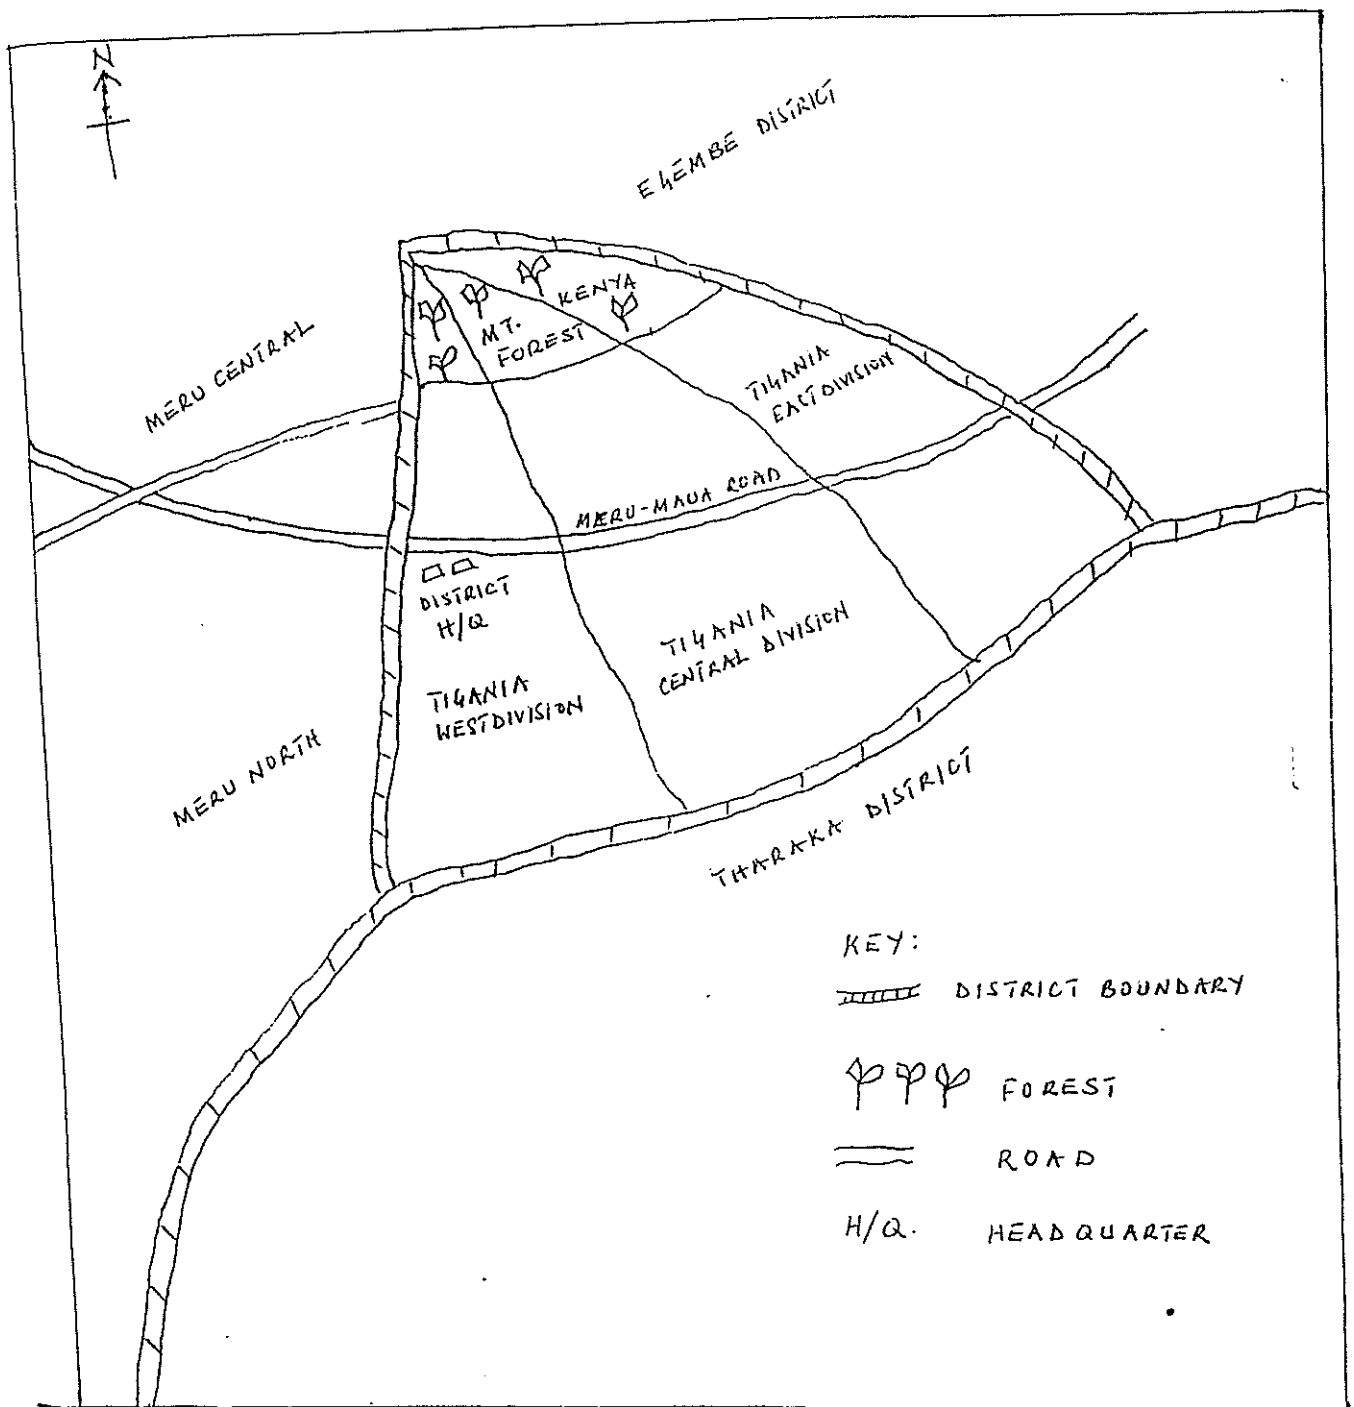 N
EGEMBE DISTRICT
KENYA
MT.
FOREST
MERU CENTRAL
TIGANIA
EAST DIVISION
MERU-MAUA ROAD
DISTRICT
H/Q
TIGANIA
CENTRAL DIVISION
TIGANIA
WEST DIVISION
MERU NORTH
THARAKA DISTRICT
KEY:
DISTRICT BOUNDARY
FOREST
ROAD
H/Q. HEADQUARTER